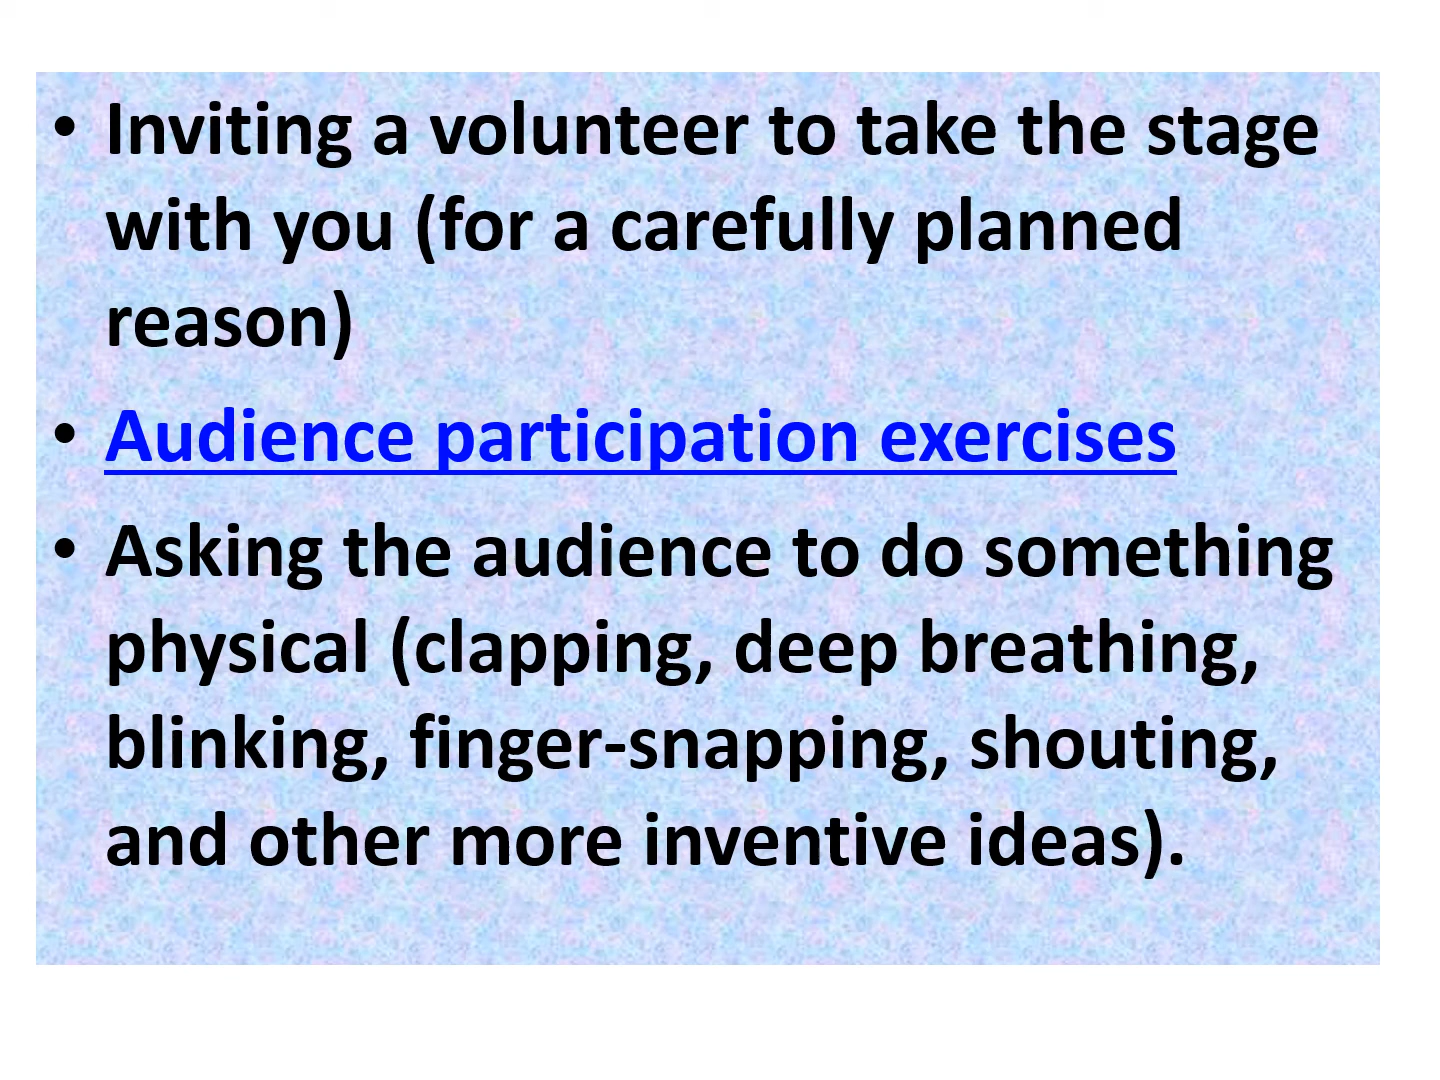 • Inviting a volunteer to take the stage
with you (for a carefully planned
reason)
• Audience participation exercises
• Asking the audience to do something
physical (clapping, deep breathing,
blinking, finger-snapping, shouting,
and other more inventive ideas).